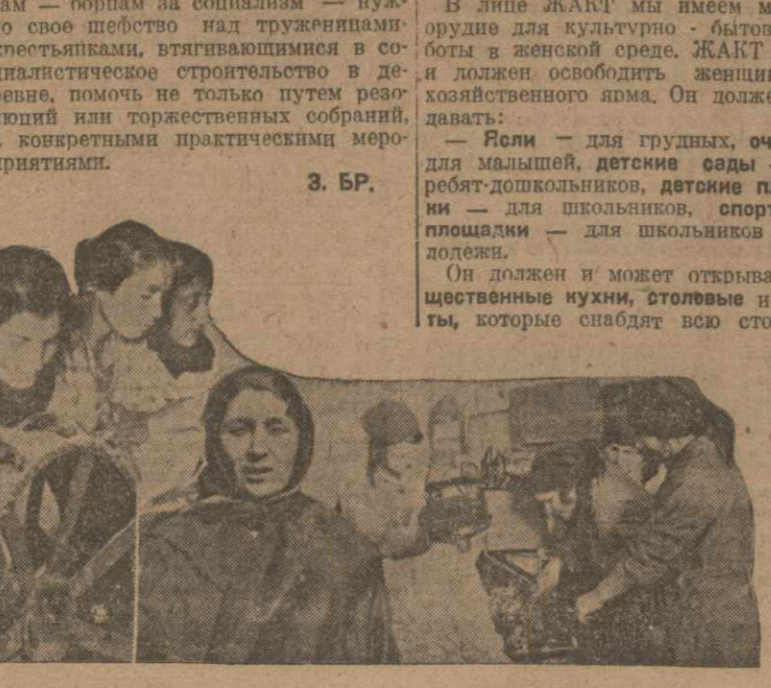 ам — борцам за социализм — нуж-
о свое шефство над труженицами-
крестьянками, втягивающимися в со-
циалистическое строительство в де-
ревне, помочь не только путем резо-
юций или торжественных собраний,
конкретными практическими меро-
приятиями.
З. БР.
В лице ЖАКТ мы имеем м
орудие для культурно - бытов
боты в женской среде. ЖАКТ
и должен освободить женщин
хозяйственного ярма. Он долже
давать:
— Ясли — для грудных, оч
для малышей, детские сады
ребят-дошкольников, детские пл
ки — для школьников, спорт
площадки — для школьников
лодежи.
Он должен и может открыва
щественные кухни, столовые и
ты, которые снабдят всю сто